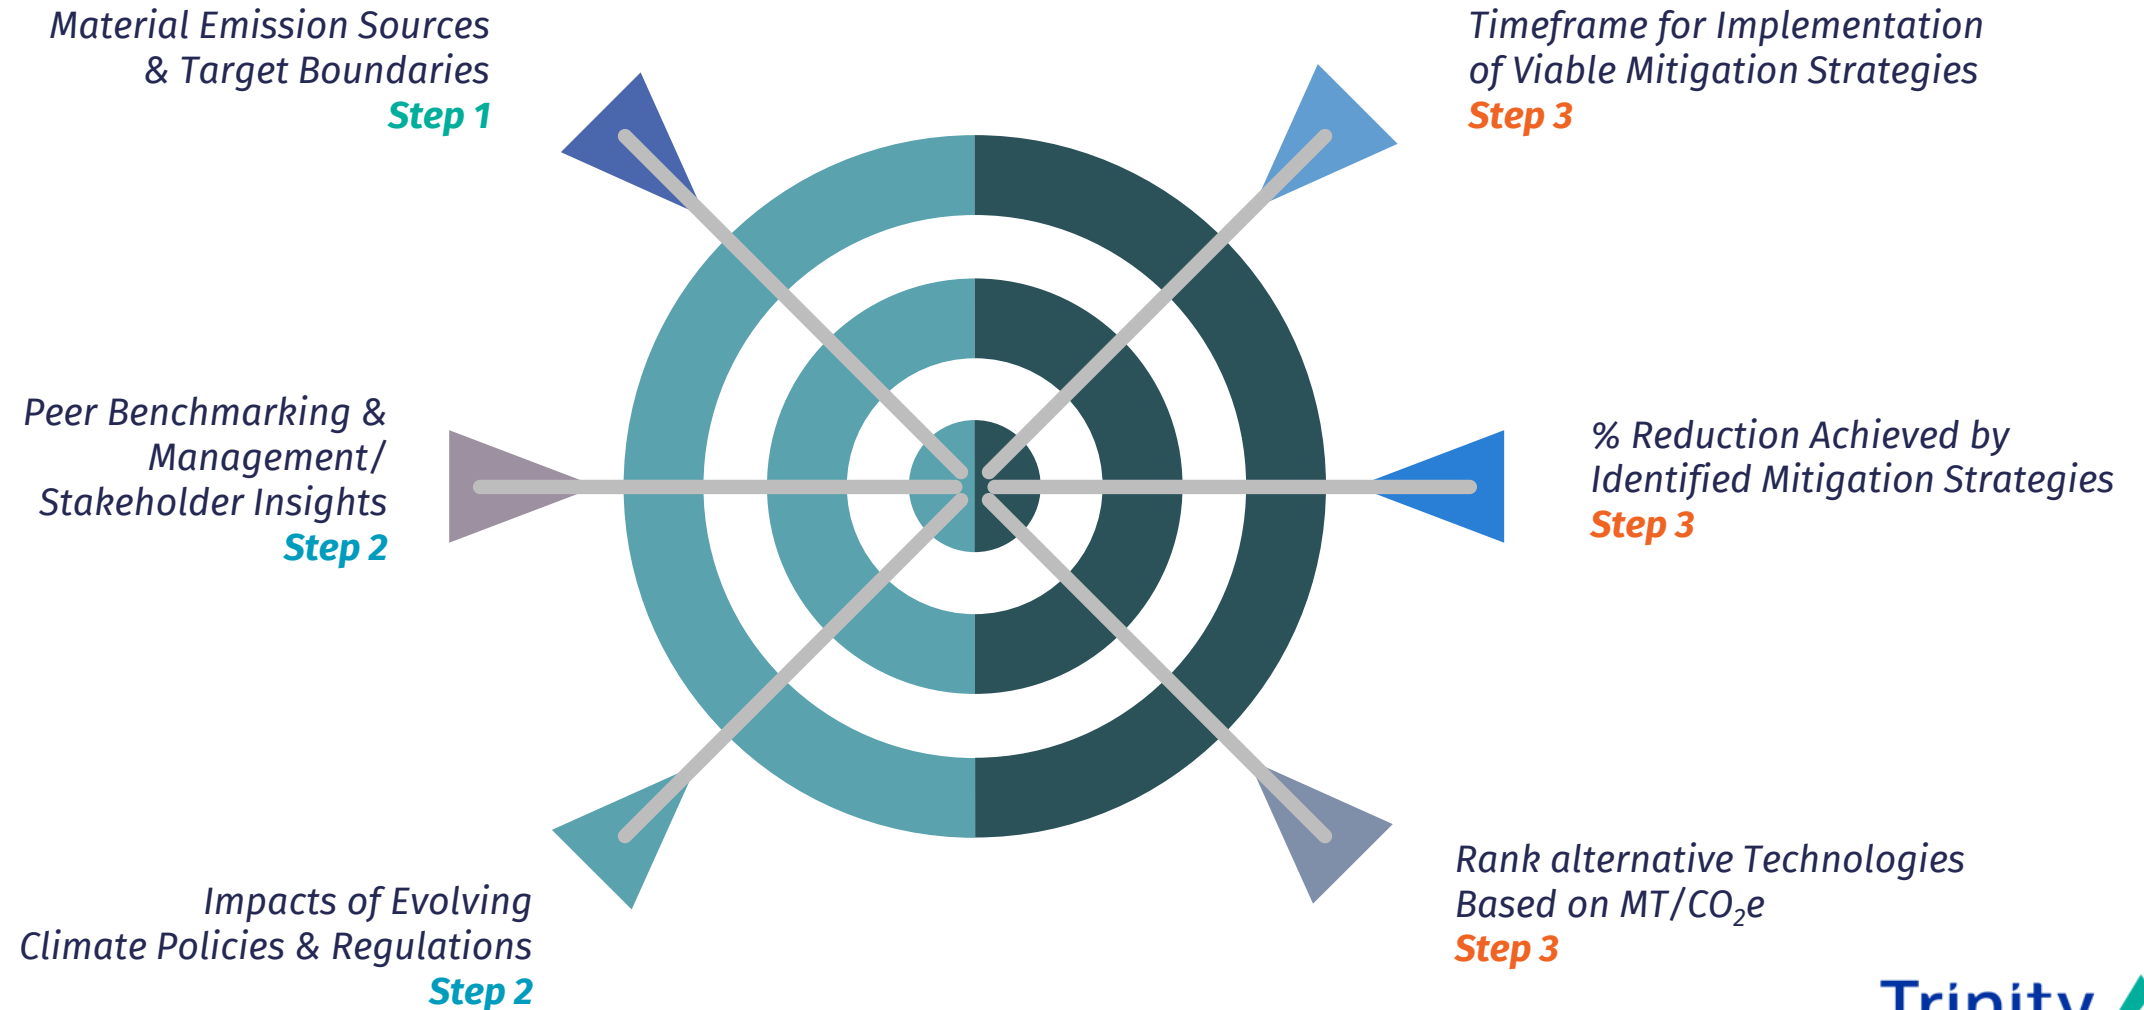 Material Emission Sources
& Target Boundaries
Step 1
Peer Benchmarking &
Management/
Stakeholder Insights
Step 2
Impacts of Evolving
Climate Policies & Regulations
Step 2
Timeframe for Implementation
of Viable Mitigation Strategies
Step 3
% Reduction Achieved by
Identified Mitigation Strategies
Step 3
Rank alternative Technologies
Based on MT/CO₂e
Step 3
Trinity